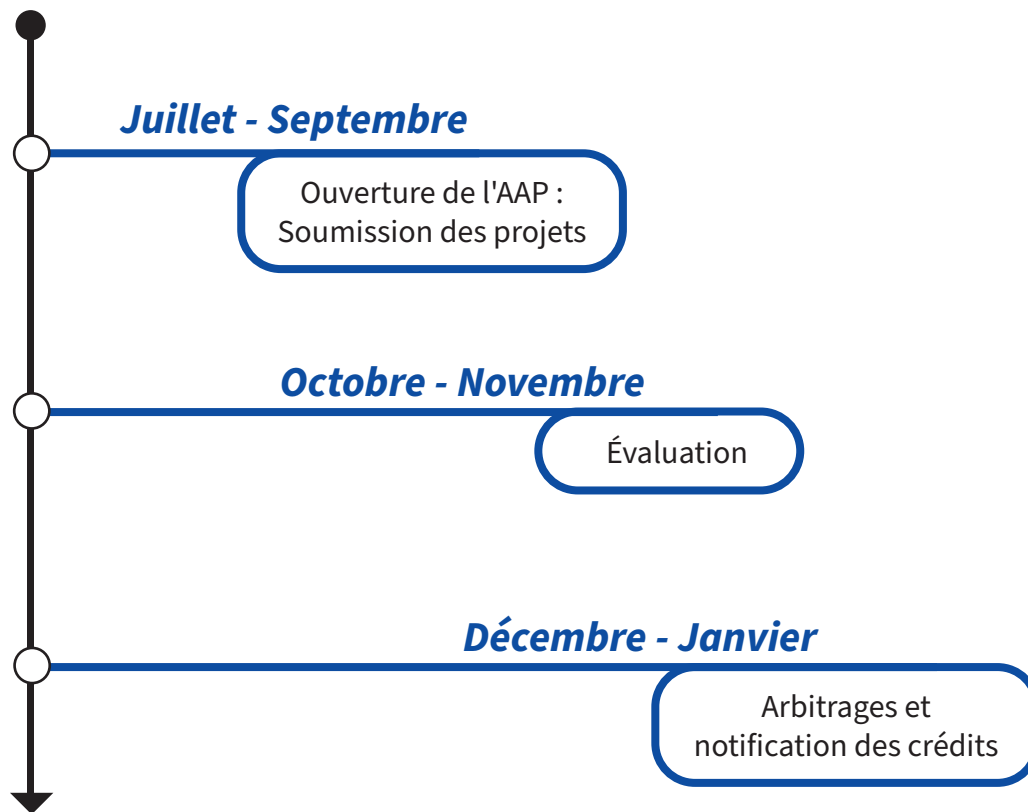 Juillet - Septembre
Ouverture de l'AAP :
Soumission des projets
Octobre - Novembre
Évaluation
Décembre - Janvier
Arbitrages et
notification des crédits